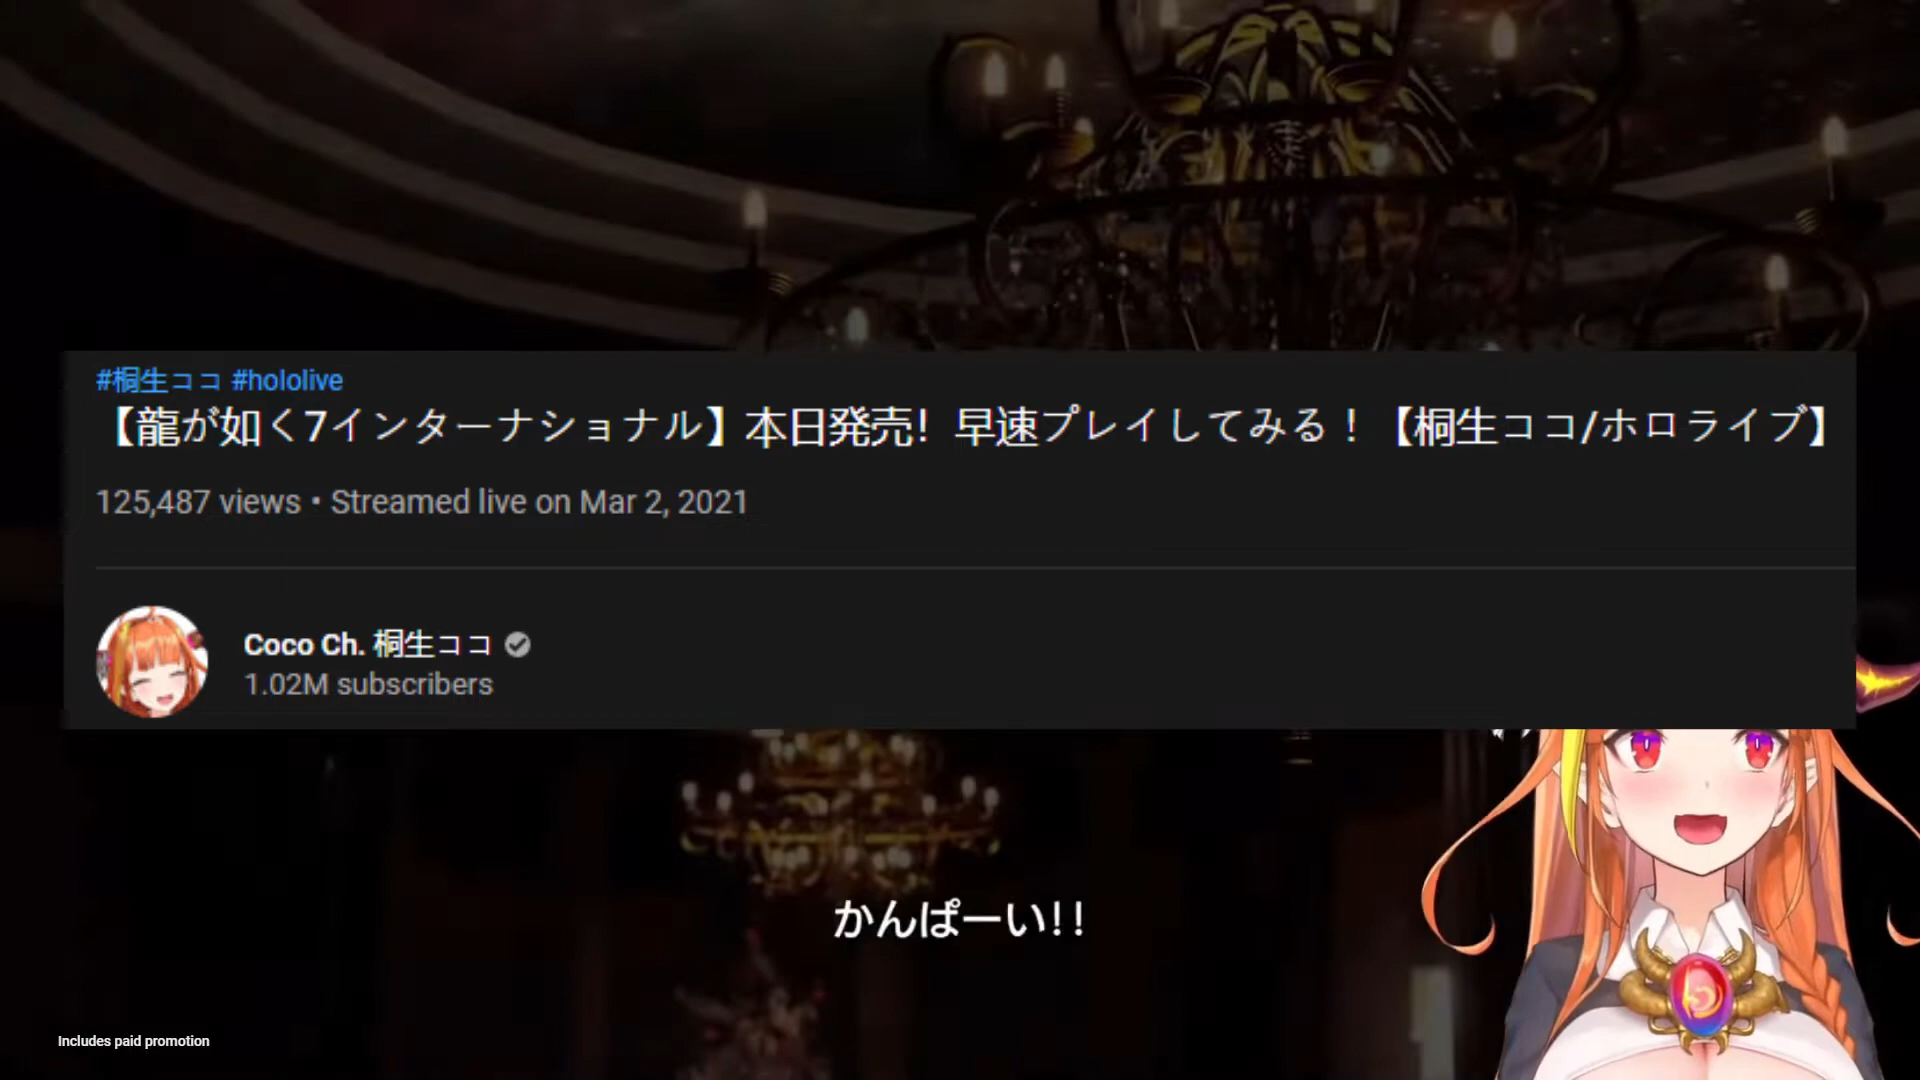 #桐生ココ #hololive
【龍が如く7インターナショナル】本日発売！早速プレイしてみる！【桐生ココ/ホロライブ】
125,487 views • Streamed live on Mar 2, 2021
Coco Ch. 桐生ココ
1.02M subscribers
かんぱーい!!
Includes paid promotion